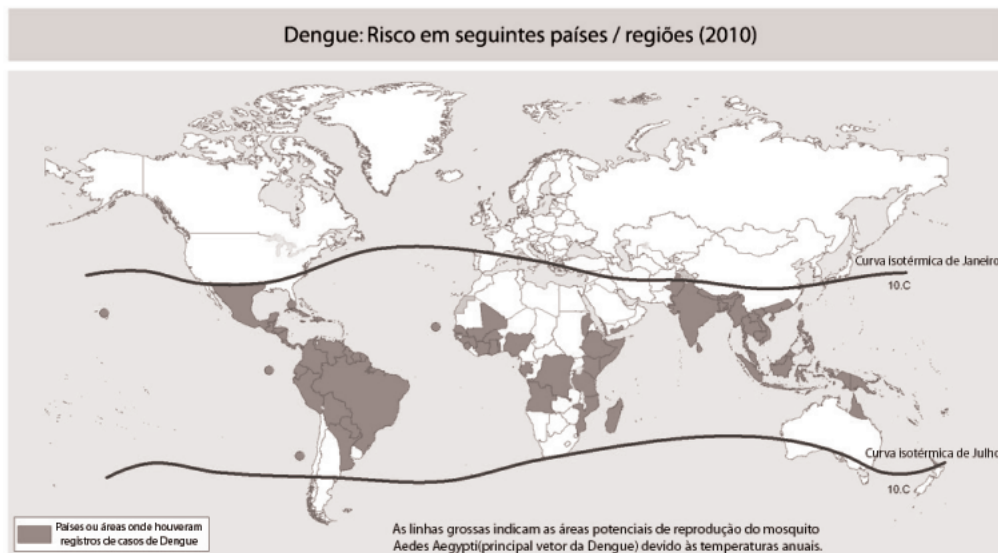 Dengue: Risco em seguintes países / regiões (2010)
Curva isotérmica de Janeiro
10.C
Curva isotérmica de Julho
10.C
Países ou áreas onde houveram
registros de casos de Dengue
As linhas grossas indicam as áreas potenciais de reprodução do mosquito
Aedes Aegypti(principal vetor da Dengue) devido às temperaturas anuais.